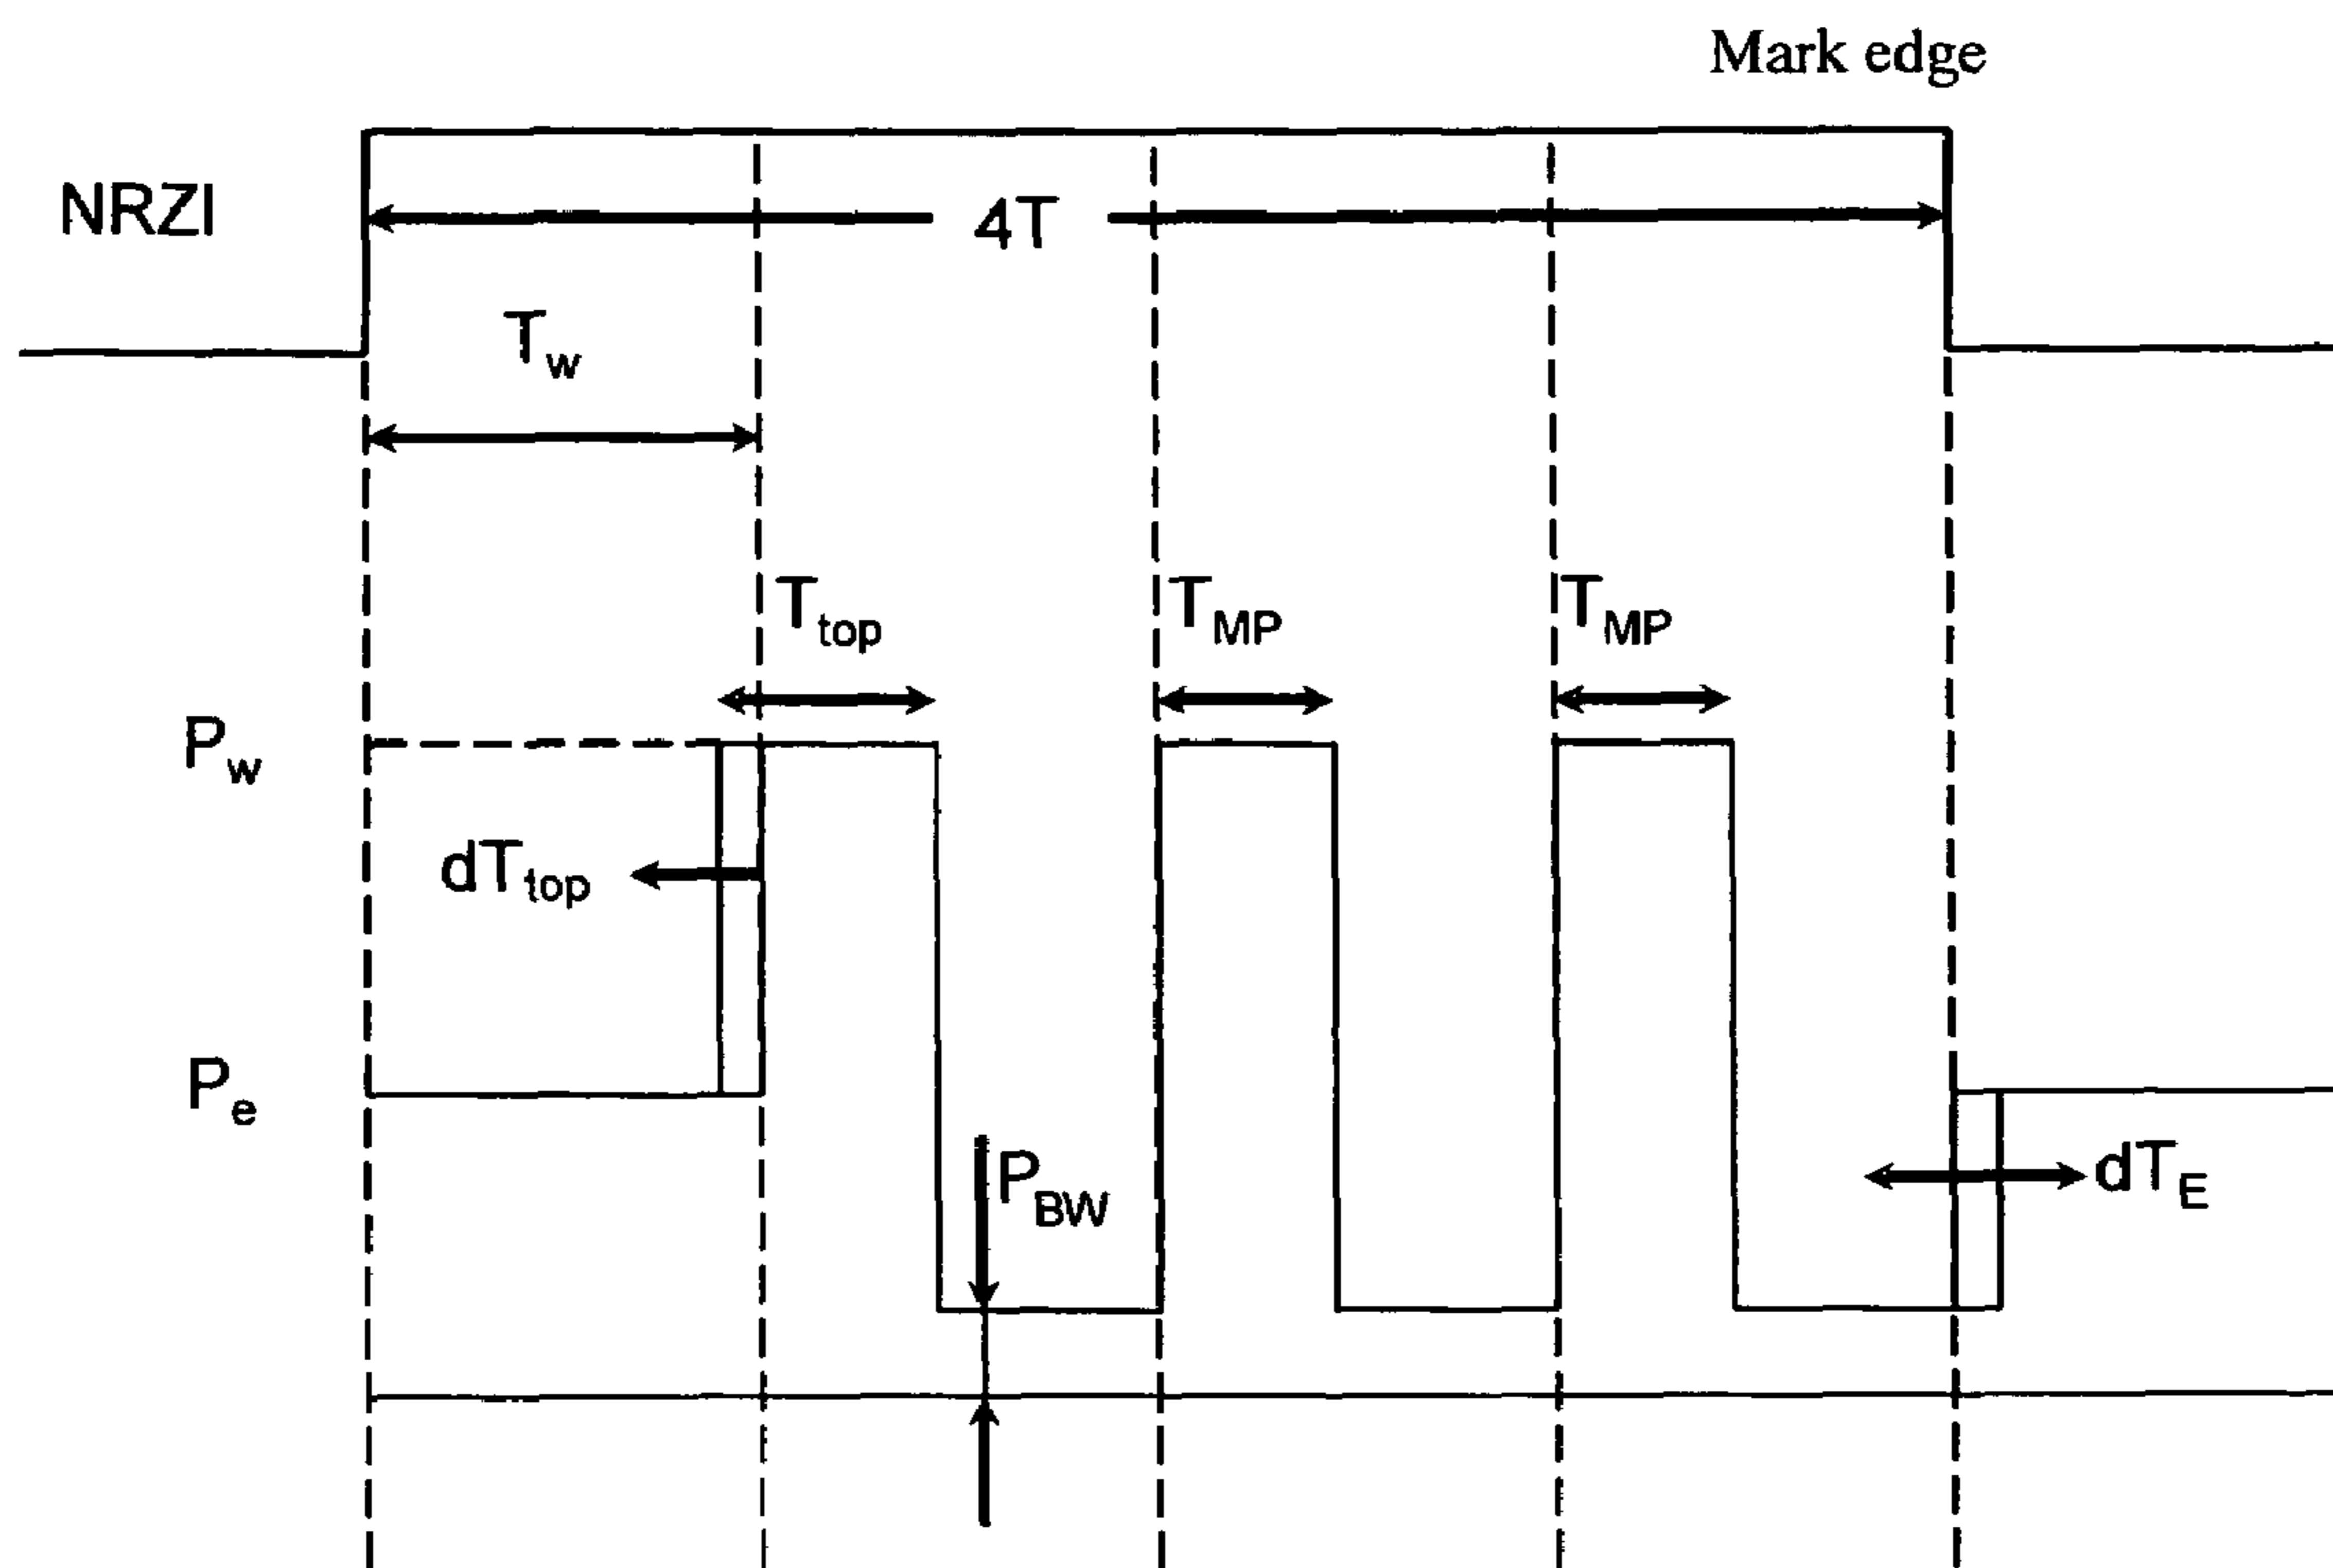 Mark edge
NRZI
4T
Tw
Ttop
TMP
TMP
Pw
dTtop
Pe
PBW
dTE